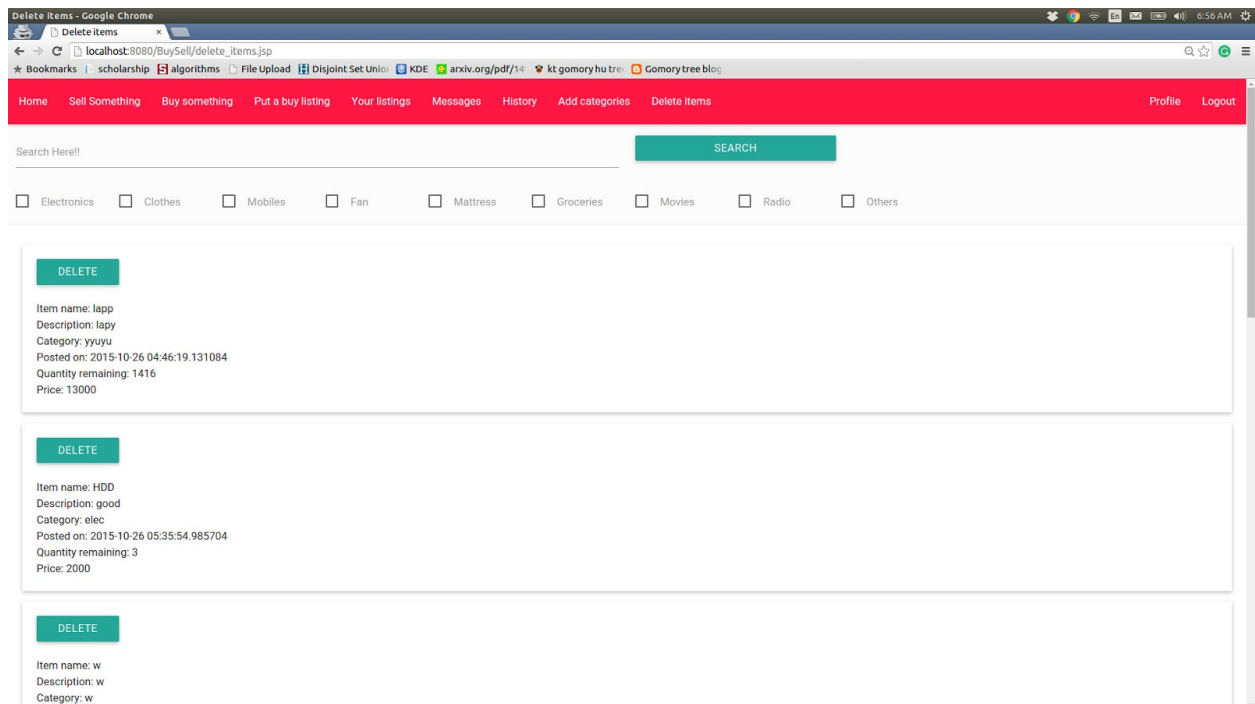 Delete items - Google Chrome
En 6:56 AM
Delete items ×
localhost:8080/BuySell/delete_items.jsp
Bookmarks scholarship algorithms File Upload Disjoint Set Unio KDE arxiv.org/pdf/14 kt gomory hu tre Gomory tree blog
Home Sell Something Buy something Put a buy listing Your listings Messages History Add categories Delete items Profile Logout
Search Here!! SEARCH
Electronics Clothes Mobiles Fan Mattress Groceries Movies Radio Others
DELETE
Item name: lapp
Description: lapy
Category: yyuyu
Posted on: 2015-10-26 04:46:19.131084
Quantity remaining: 1416
Price: 13000
DELETE
Item name: HDD
Description: good
Category: elec
Posted on: 2015-10-26 05:35:54.985704
Quantity remaining: 3
Price: 2000
DELETE
Item name: w
Description: w
Category: w